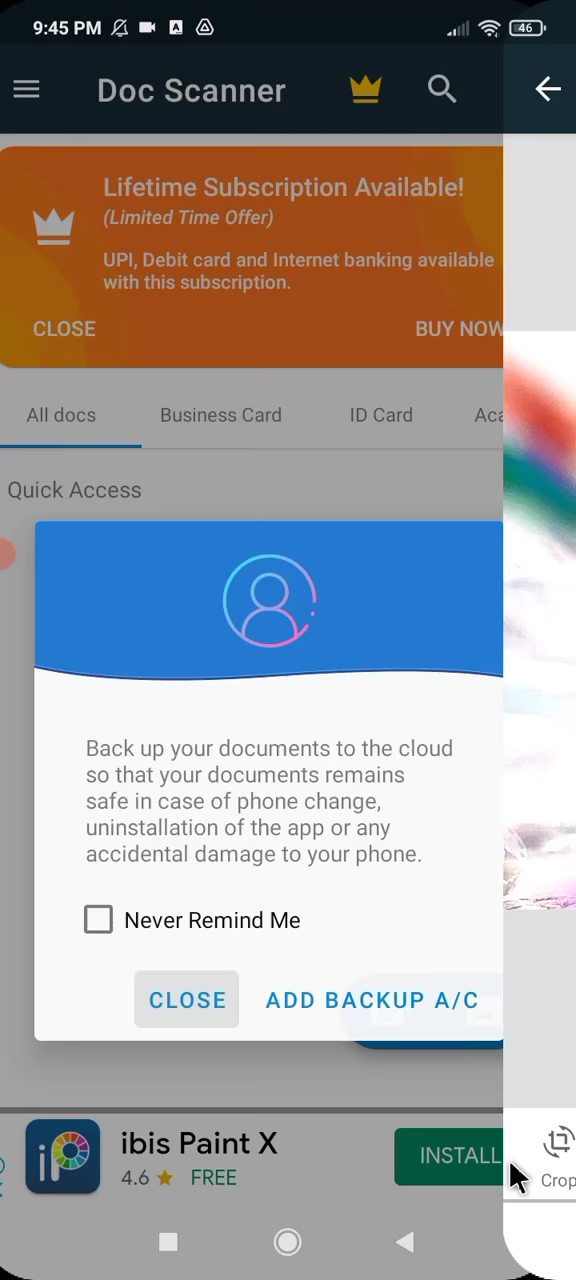 9:45 PM
46
Doc Scanner
Lifetime Subscription Available!
(Limited Time Offer)
UPI, Debit card and Internet banking available
with this subscription.
CLOSE
BUY NOW
All docs
Business Card
ID Card
Aca
Quick Access
Back up your documents to the cloud
so that your documents remains
safe in case of phone change,
uninstallation of the app or any
accidental damage to your phone.
Never Remind Me
CLOSE
ADD BACKUP A/C
iP
ibis Paint X
4.6 ★ FREE
INSTALL
Crop